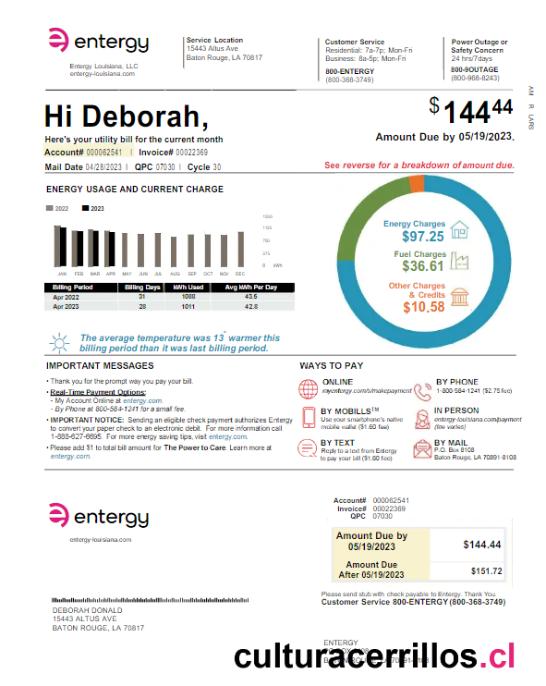 entergy
Entergy Louisiana, LLC
entergy-louisiana.com
Service Location
15443 Altus Ave
Baton Rouge, LA 70817
Customer Service
Residential: 7a-7p; Mon-Fri
Business: 8a-5p; Mon-Fri
800-ENTERGY
(800-368-3749)
Power Outage or
Safety Concern
24 hrs/7days
800-9OUTAGE
(800-968-8243)
Hi Deborah,
Here's your utility bill for the current month
Account# 000062541 | Invoice# 00022369
Mail Date 04/28/2023 | QPC 07030 | Cycle 30
$144.44
Amount Due by 05/19/2023.
See reverse for a breakdown of amount due.
ENERGY USAGE AND CURRENT CHARGE
2022 2023
JAN FEB MAR APR MAY JUN JUL AUG SEP OCT NOV DEC
0 kWh
Billing Period Billing Days kWh Used Avg kWh Per Day
Apr 2022 31 1088 43.5
Apr 2023 28 1011 42.8
The average temperature was 13° warmer this
billing period than it was last billing period.
Energy Charges
$97.25
Fuel Charges
$36.61
Other Charges
& Credits
$10.58
IMPORTANT MESSAGES
• Thank you for the prompt way you pay your bill.
• Real-Time Payment Options:
- My Account Online at entergy.com
- By Phone at 800-584-1241 for a small fee.
• IMPORTANT NOTICE: Sending an eligible check payment authorizes Entergy
to convert your paper check to an electronic debit. For more information call
1-888-627-6695. For more energy saving tips, visit entergy.com.
• Please add $1 to total bill amount for The Power to Care. Learn more at
entergy.com.
WAYS TO PAY
ONLINE
myentergy.com/s/makepayment
BY PHONE
1-800-584-1241 ($2.75 fee)
BY MOBILLS™
Use your smartphone's native
mobile wallet ($1.60 fee)
IN PERSON
entergy-louisiana.com/payment
(fee varies)
BY TEXT
Reply to a text from Entergy
to pay your bill ($1.60 fee)
BY MAIL
P.O. Box 8108
Baton Rouge, LA 70891-8108
entergy
entergy-louisiana.com
Account# 000062541
Invoice# 00022369
QPC 07030
Amount Due by
05/19/2023
$144.44
Amount Due
After 05/19/2023
$151.72
Please send stub with check payable to Entergy. Thank You.
Customer Service 800-ENTERGY (800-368-3749)
DEBORAH DONALD
15443 ALTUS AVE
BATON ROUGE, LA 70817
ENTERGY
culturacerrillos.cl